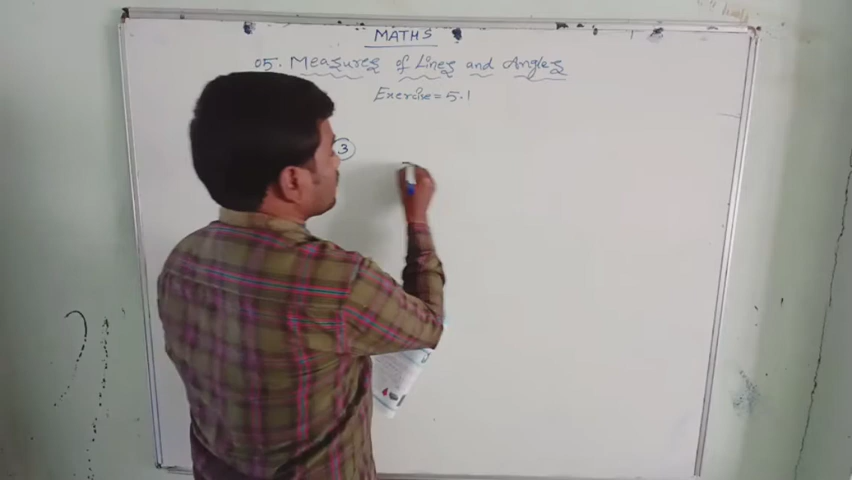 MATHS
05. Measures of Lines and Angles
Exercise = 5.1
3